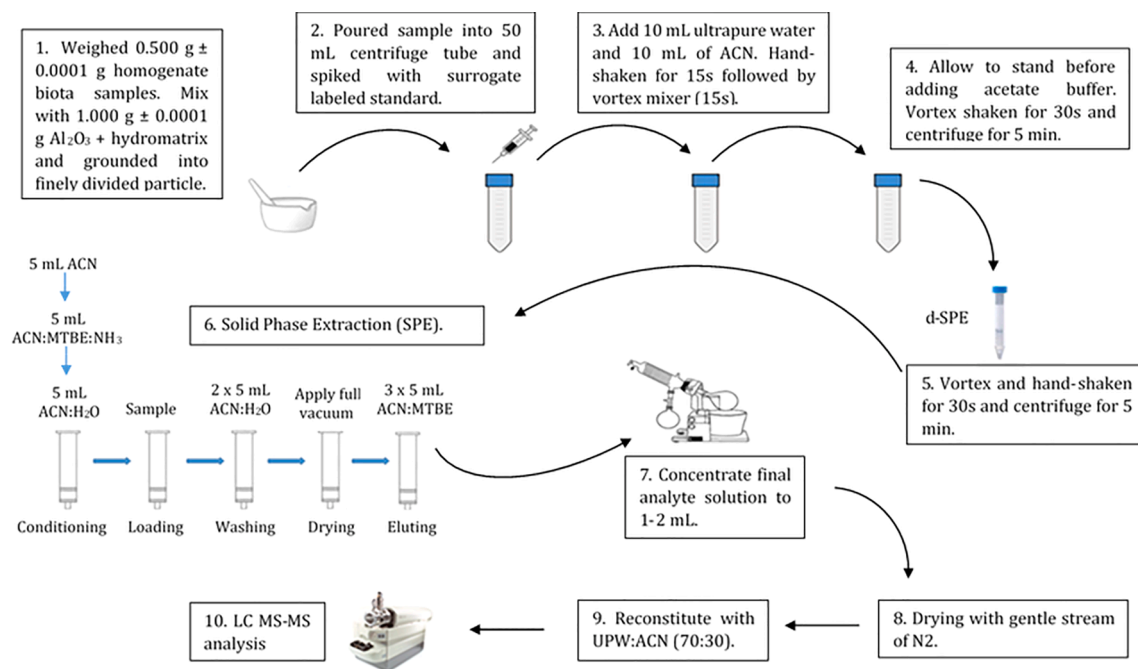 1. Weighed 0.500 g ±
0.0001 g homogenate
biota samples. Mix
with 1.000 g ± 0.0001
g Al₂O₃ + hydromatrix
and grounded into
finely divided particle.
2. Poured sample into 50
mL centrifuge tube and
spiked with surrogate
labeled standard.
3. Add 10 mL ultrapure water
and 10 mL of ACN. Hand-
shaken for 15s followed by
vortex mixer (15s).
4. Allow to stand before
adding acetate buffer.
Vortex shaken for 30s and
centrifuge for 5 min.
d-SPE
5. Vortex and hand-shaken
for 30s and centrifuge for 5
min.
6. Solid Phase Extraction (SPE).
5 mL ACN
5 mL
ACN:MTBE:NH₃
5 mL
ACN:H₂O
Sample
2 x 5 mL
ACN:H₂O
Apply full
vacuum
3 x 5 mL
ACN:MTBE
Conditioning
Loading
Washing
Drying
Eluting
7. Concentrate final
analyte solution to
1-2 mL.
8. Drying with gentle stream
of N2.
9. Reconstitute with
UPW:ACN (70:30).
10. LC MS-MS
analysis